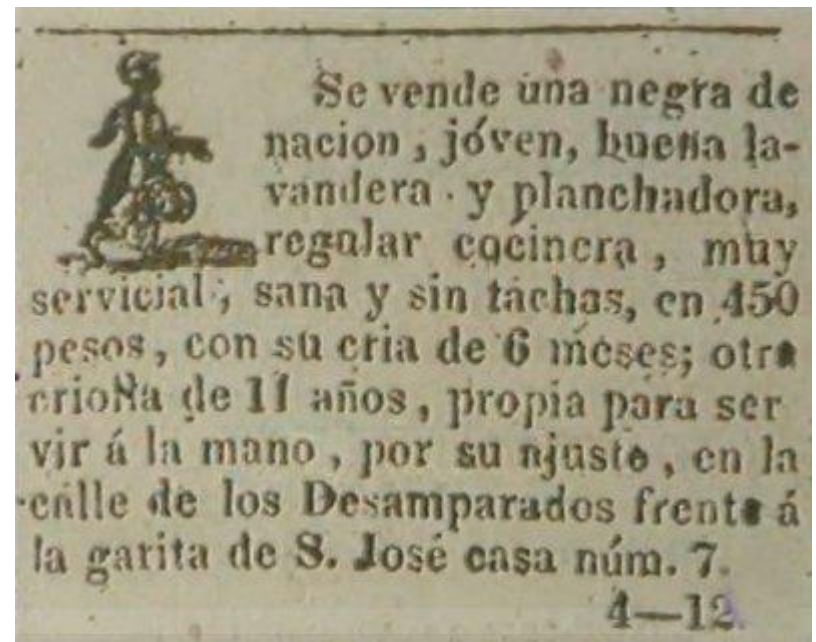 Se vende una negra de
nacion, jóven, buena la-
vandera y planchadora,
regular cocinera, muy
servicial, sana y sin tachas, en 450
pesos, con su cria de 6 meses; otra
criolla de 11 años, propia para ser
vir á la mano, por su ajuste, en la
calle de los Desamparados frente á
la garita de S. José casa núm. 7.
4—12.